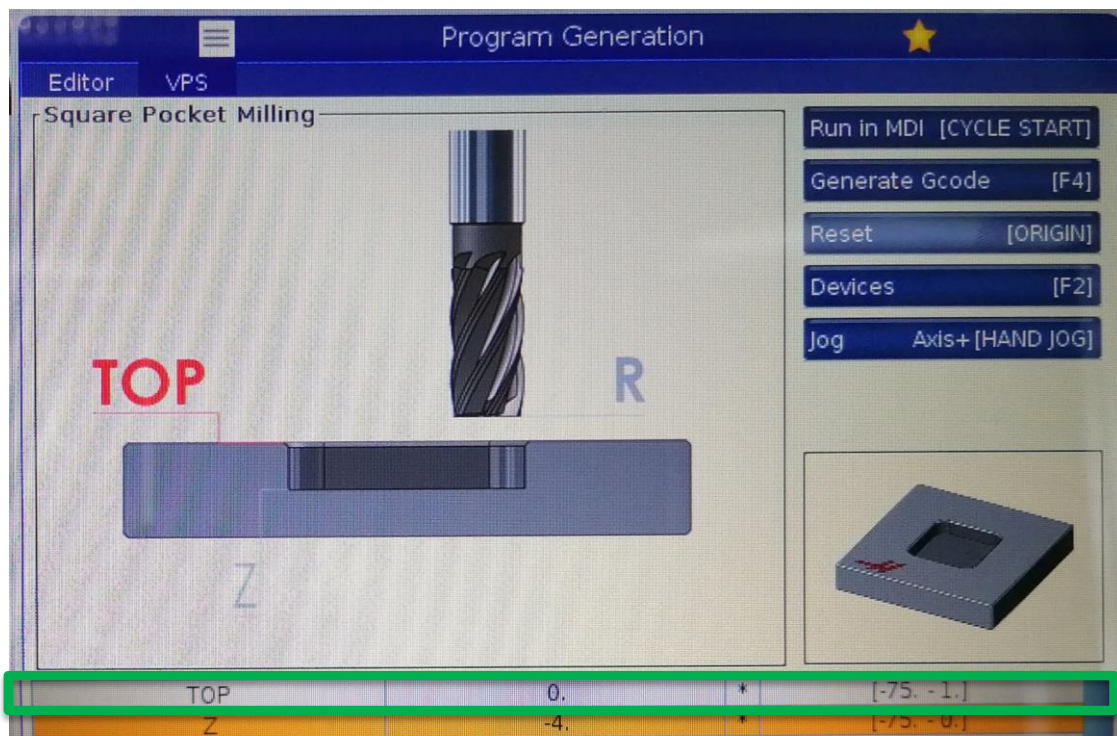 Program Generation
Editor VPS
Square Pocket Milling
Run in MDI [CYCLE START]
Generate Gcode [F4]
Reset [ORIGIN]
Devices [F2]
Jog Axis+[HAND JOG]
TOP
R
Z
TOP 0. * [-75. - 1.]
Z -4. * [-75. - 0.]